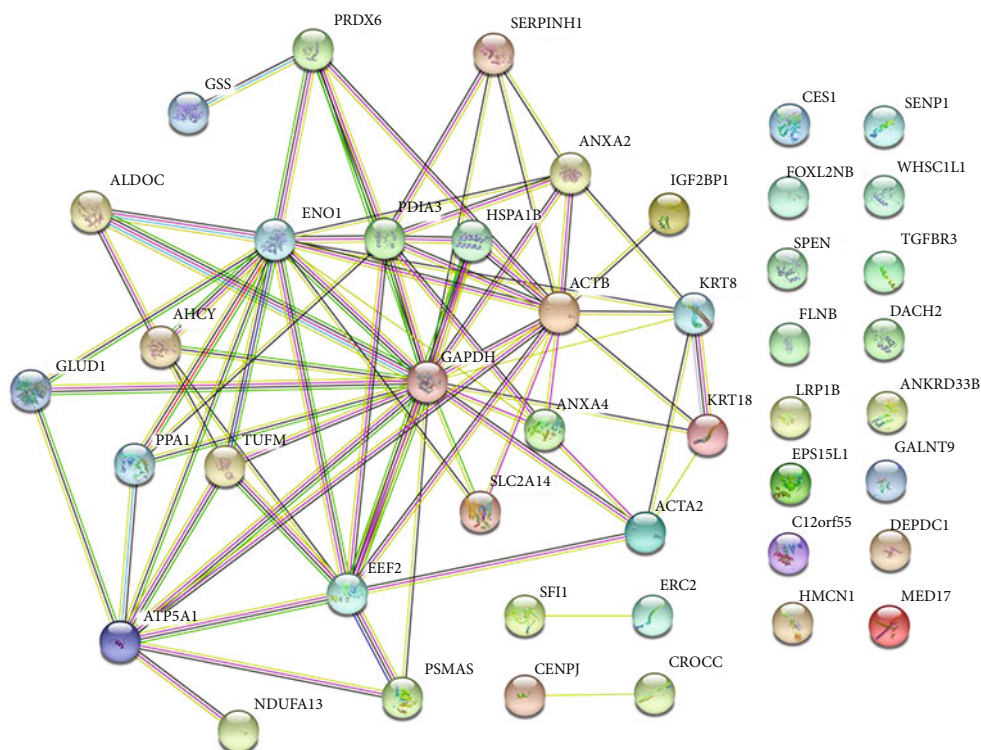 PRDX6
SERPINH1
GSS
CES1
SENP1
ANXA2
ALDOC
IGF2BP1
FOXL2NB
WHSC1L1
ENO1
PDIA3
HSPA1B
SPEN
TGFBR3
ACTB
KRT8
AHCY
FLNB
DACH2
GLUD1
GAPDH
LRP1B
ANKRD33B
ANXA4
KRT18
PPA1
TUFM
EPS15L1
GALNT9
SLC2A14
ACTA2
C12orf55
DEPDC1
EEF2
SFI1
ERC2
HMCN1
MED17
ATP5A1
PSMAS
CENPJ
CROCC
NDUFA13